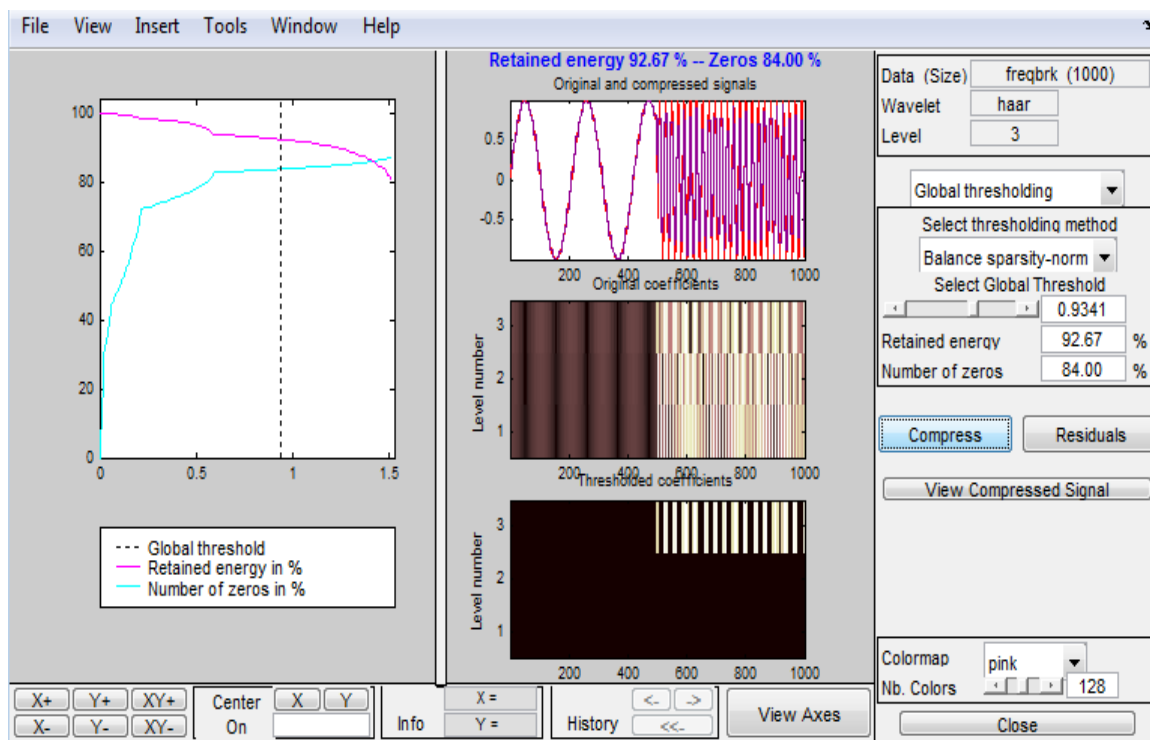 File View Insert Tools Window Help
100
80
60
40
20
0
0 0.5 1 1.5
Global threshold
Retained energy in %
Number of zeros in %
Retained energy 92.67 % -- Zeros 84.00 %
Original and compressed signals
0.5
0
-0.5
200 400 600 800 1000
Original coefficients
Level number
3
2
1
200 400 600 800 1000
Thresholded coefficients
Level number
3
2
1
200 400 600 800 1000
Data (Size) freqbrk (1000)
Wavelet haar
Level 3
Global thresholding
Select thresholding method
Balance sparsity-norm
Select Global Threshold
0.9341
Retained energy 92.67 %
Number of zeros 84.00 %
Compress Residuals
View Compressed Signal
Colormap pink
Nb. Colors 128
Close
X+ Y+ XY+
X- Y- XY-
Center
On
X Y
Info
X =
Y =
History
<- ->
<<-
View Axes